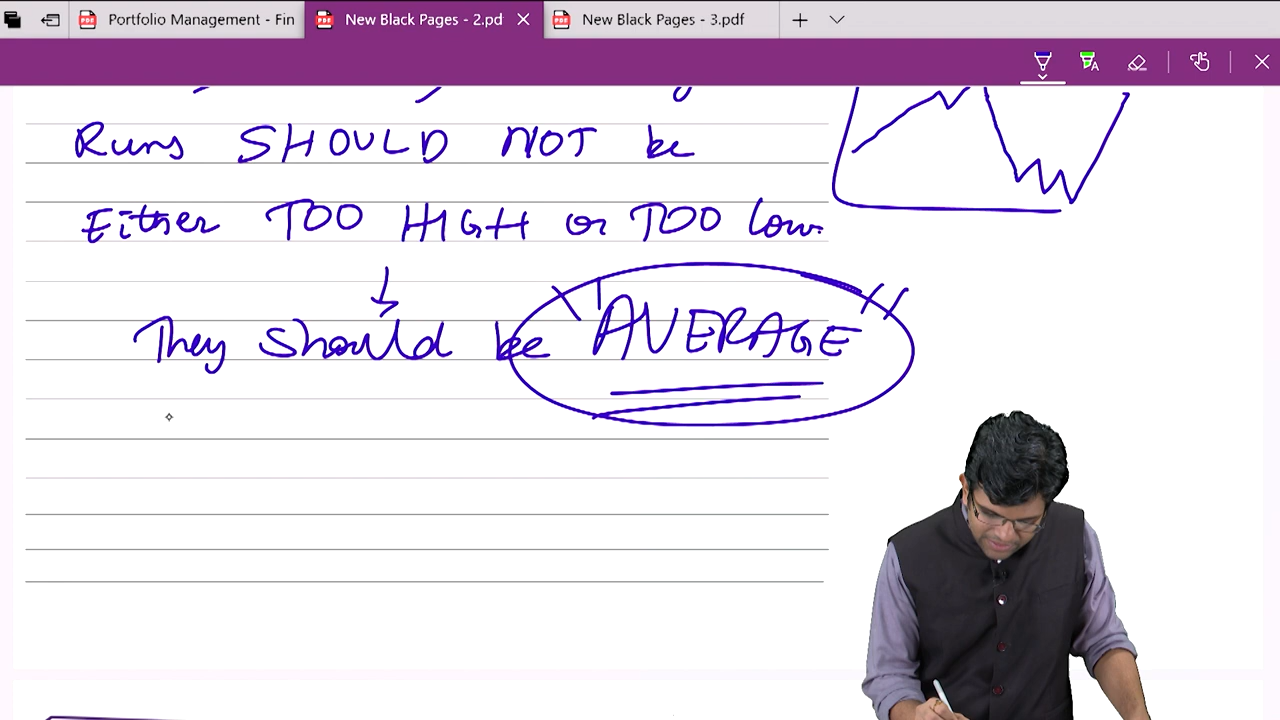 Portfolio Management - Fin
New Black Pages - 2.pd
New Black Pages - 3.pdf
Runs SHOULD NOT be
Either TOO HIGH or TOO low.
They should be "AVERAGE"